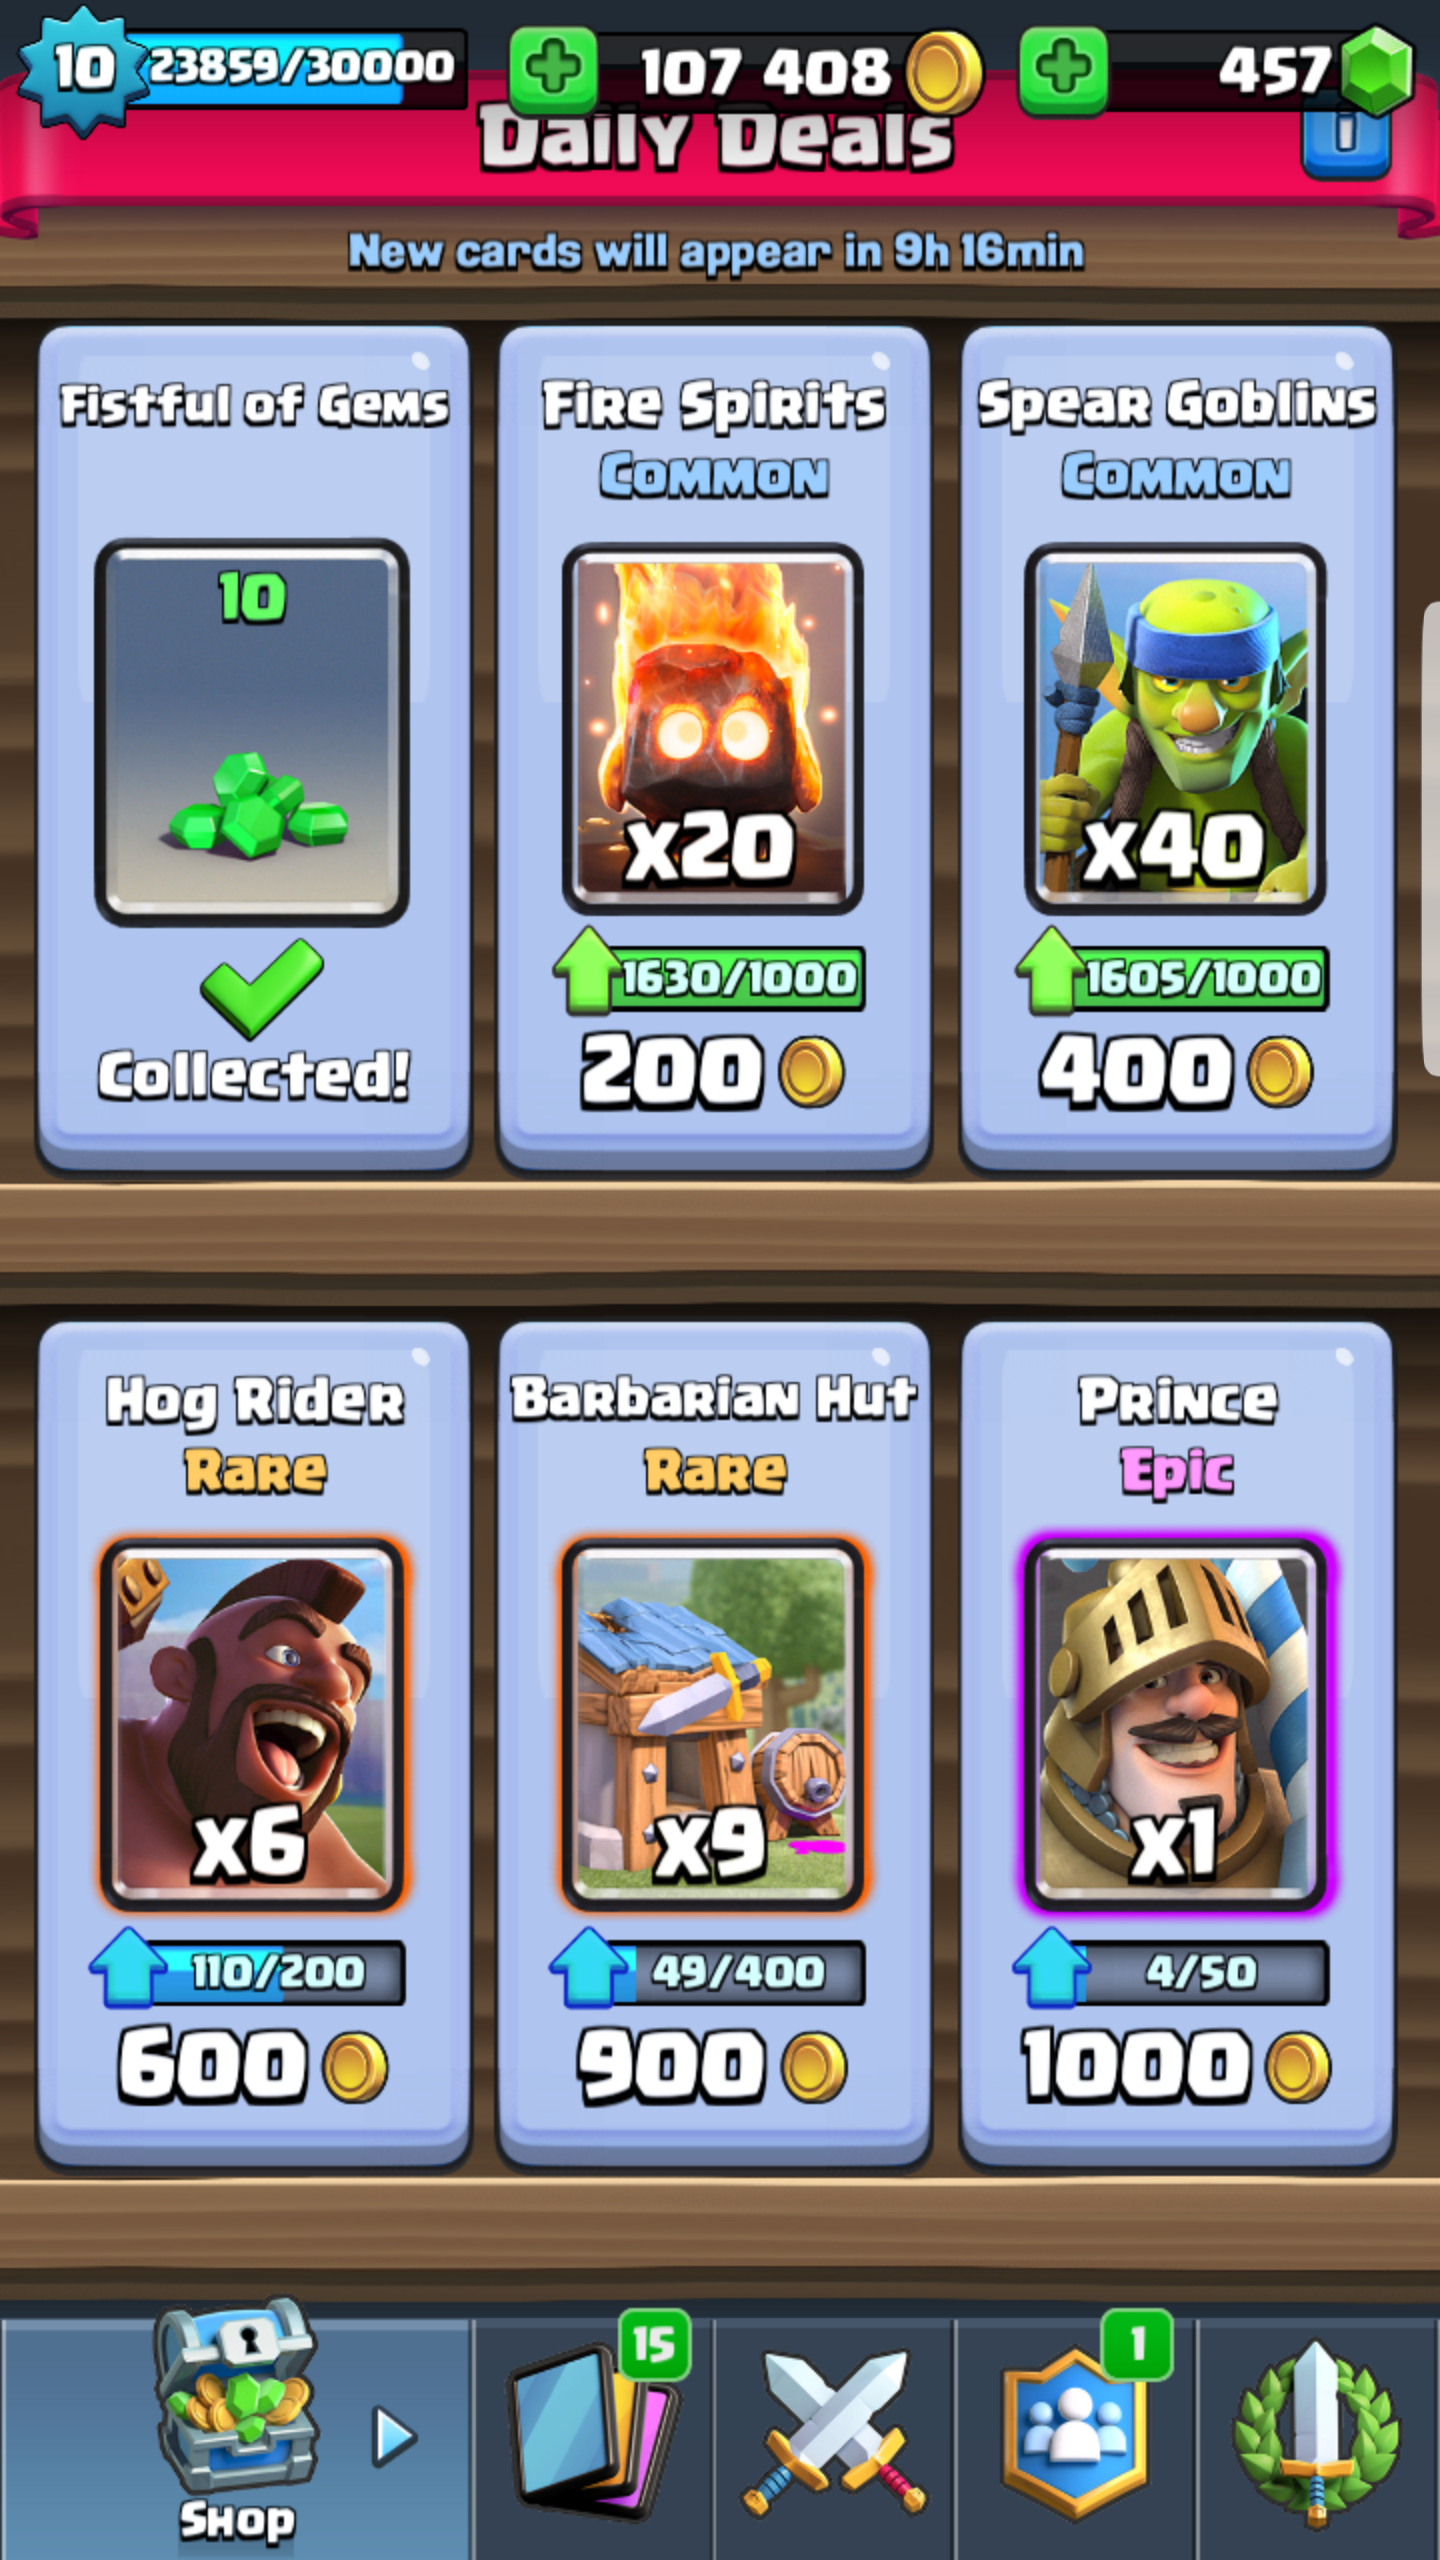 10
23859/30000
107 408
457
Daily Deals
i
New cards will appear in 9h 16min
Fistful of Gems
10
Collected!
Fire Spirits
Common
x20
1630/1000
200
Spear Goblins
Common
x40
1605/1000
400
Hog Rider
Rare
x6
110/200
600
Barbarian Hut
Rare
x9
49/400
900
Prince
Epic
x1
4/50
1000
Shop
15
1